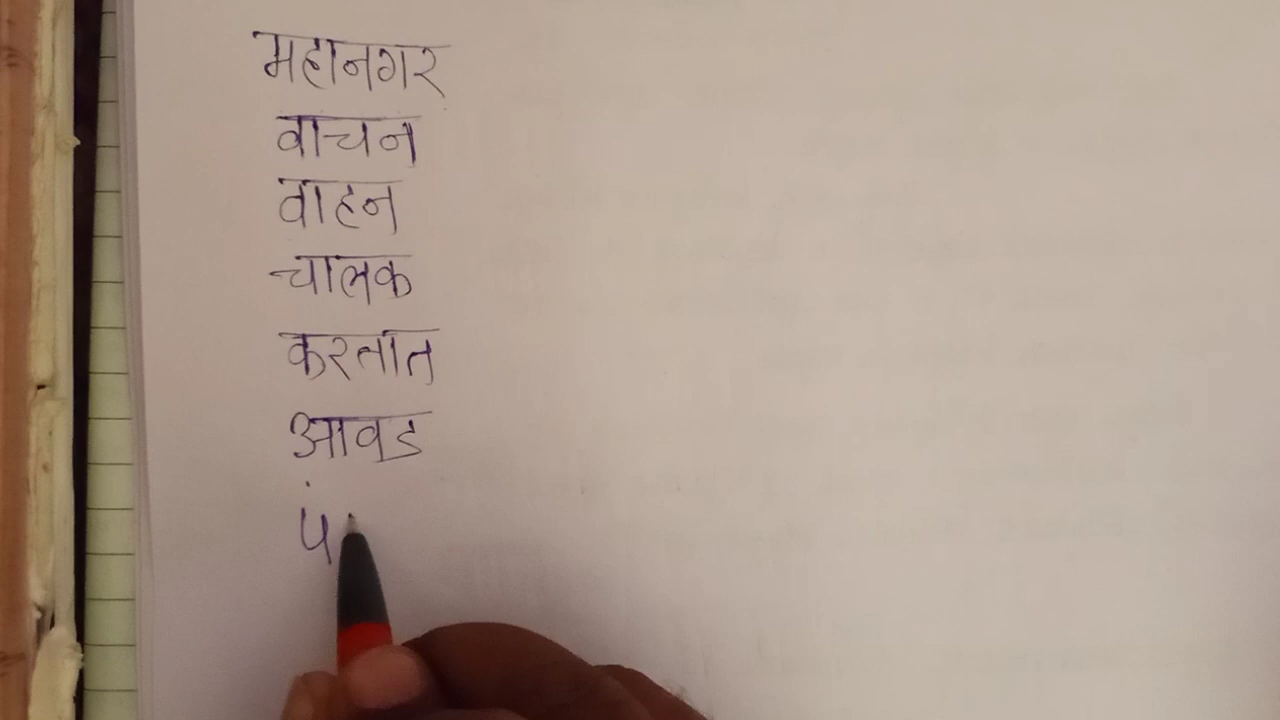 महानगर
वाचन
वाहन
चालक
करतात
आवड
पं